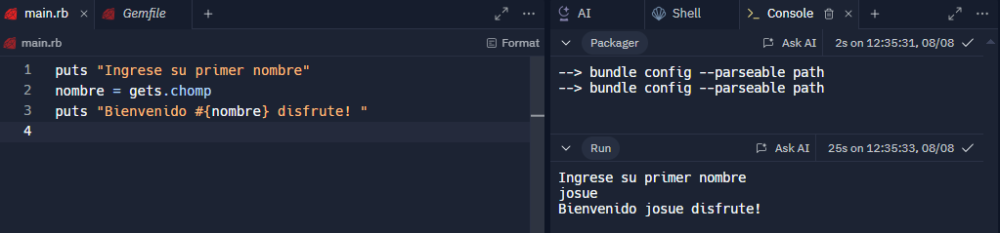 main.rb
Gemfile
main.rb
Format
1 puts "Ingrese su primer nombre"
2 nombre = gets.chomp
3 puts "Bienvenido #{nombre} disfrute! "
4
AI
Shell
Console
Packager
Ask AI
2s on 12:35:31, 08/08
--> bundle config --parseable path
--> bundle config --parseable path
Run
Ask AI
25s on 12:35:33, 08/08
Ingrese su primer nombre
josue
Bienvenido josue disfrute!